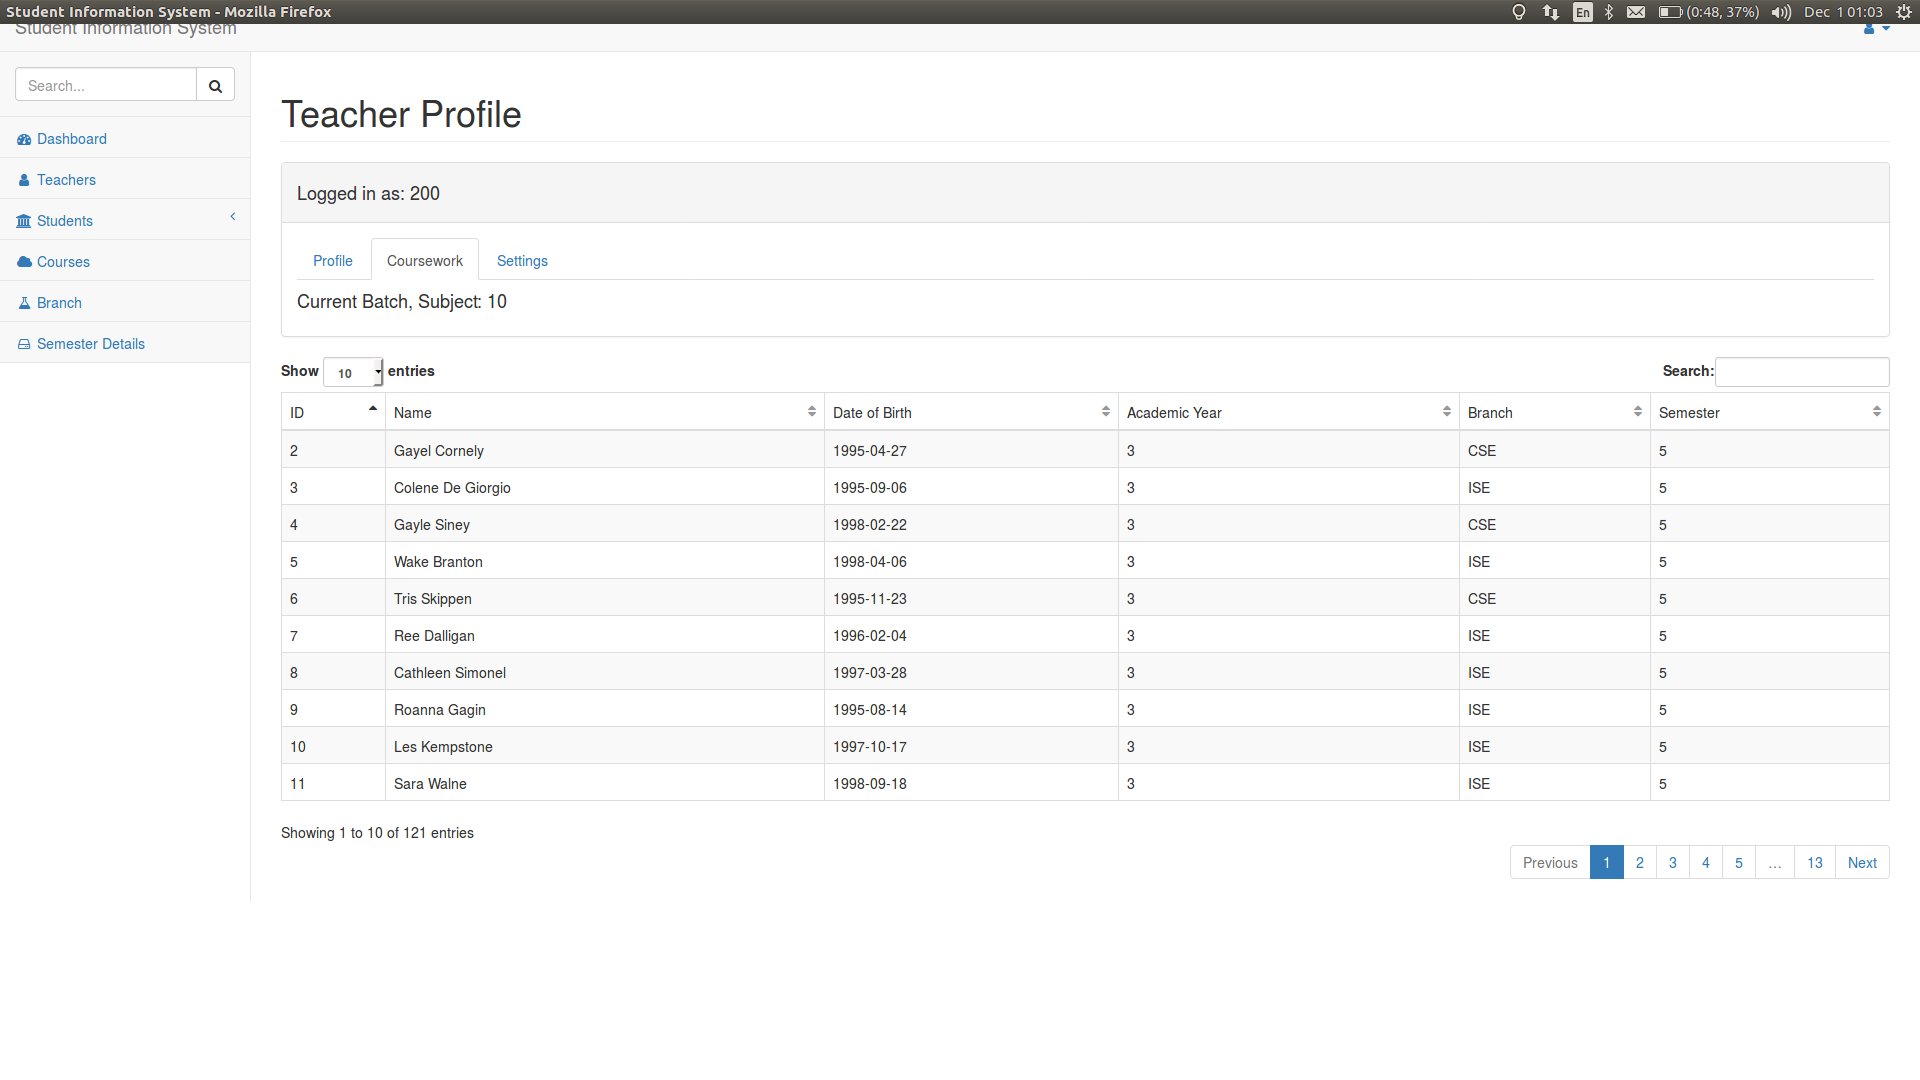 Student Information System - Mozilla Firefox En (0:48, 37%) Dec 1 01:03
Student Information System
Search...
Dashboard
Teachers
Students
Courses
Branch
Semester Details
Teacher Profile
Logged in as: 200
Profile Coursework Settings
Current Batch, Subject: 10
Show 10 entries Search:
ID Name Date of Birth Academic Year Branch Semester
2 Gayel Cornely 1995-04-27 3 CSE 5
3 Colene De Giorgio 1995-09-06 3 ISE 5
4 Gayle Siney 1998-02-22 3 CSE 5
5 Wake Branton 1998-04-06 3 ISE 5
6 Tris Skippen 1995-11-23 3 CSE 5
7 Ree Dalligan 1996-02-04 3 ISE 5
8 Cathleen Simonel 1997-03-28 3 ISE 5
9 Roanna Gagin 1995-08-14 3 ISE 5
10 Les Kempstone 1997-10-17 3 ISE 5
11 Sara Walne 1998-09-18 3 ISE 5
Showing 1 to 10 of 121 entries
Previous 1 2 3 4 5 … 13 Next